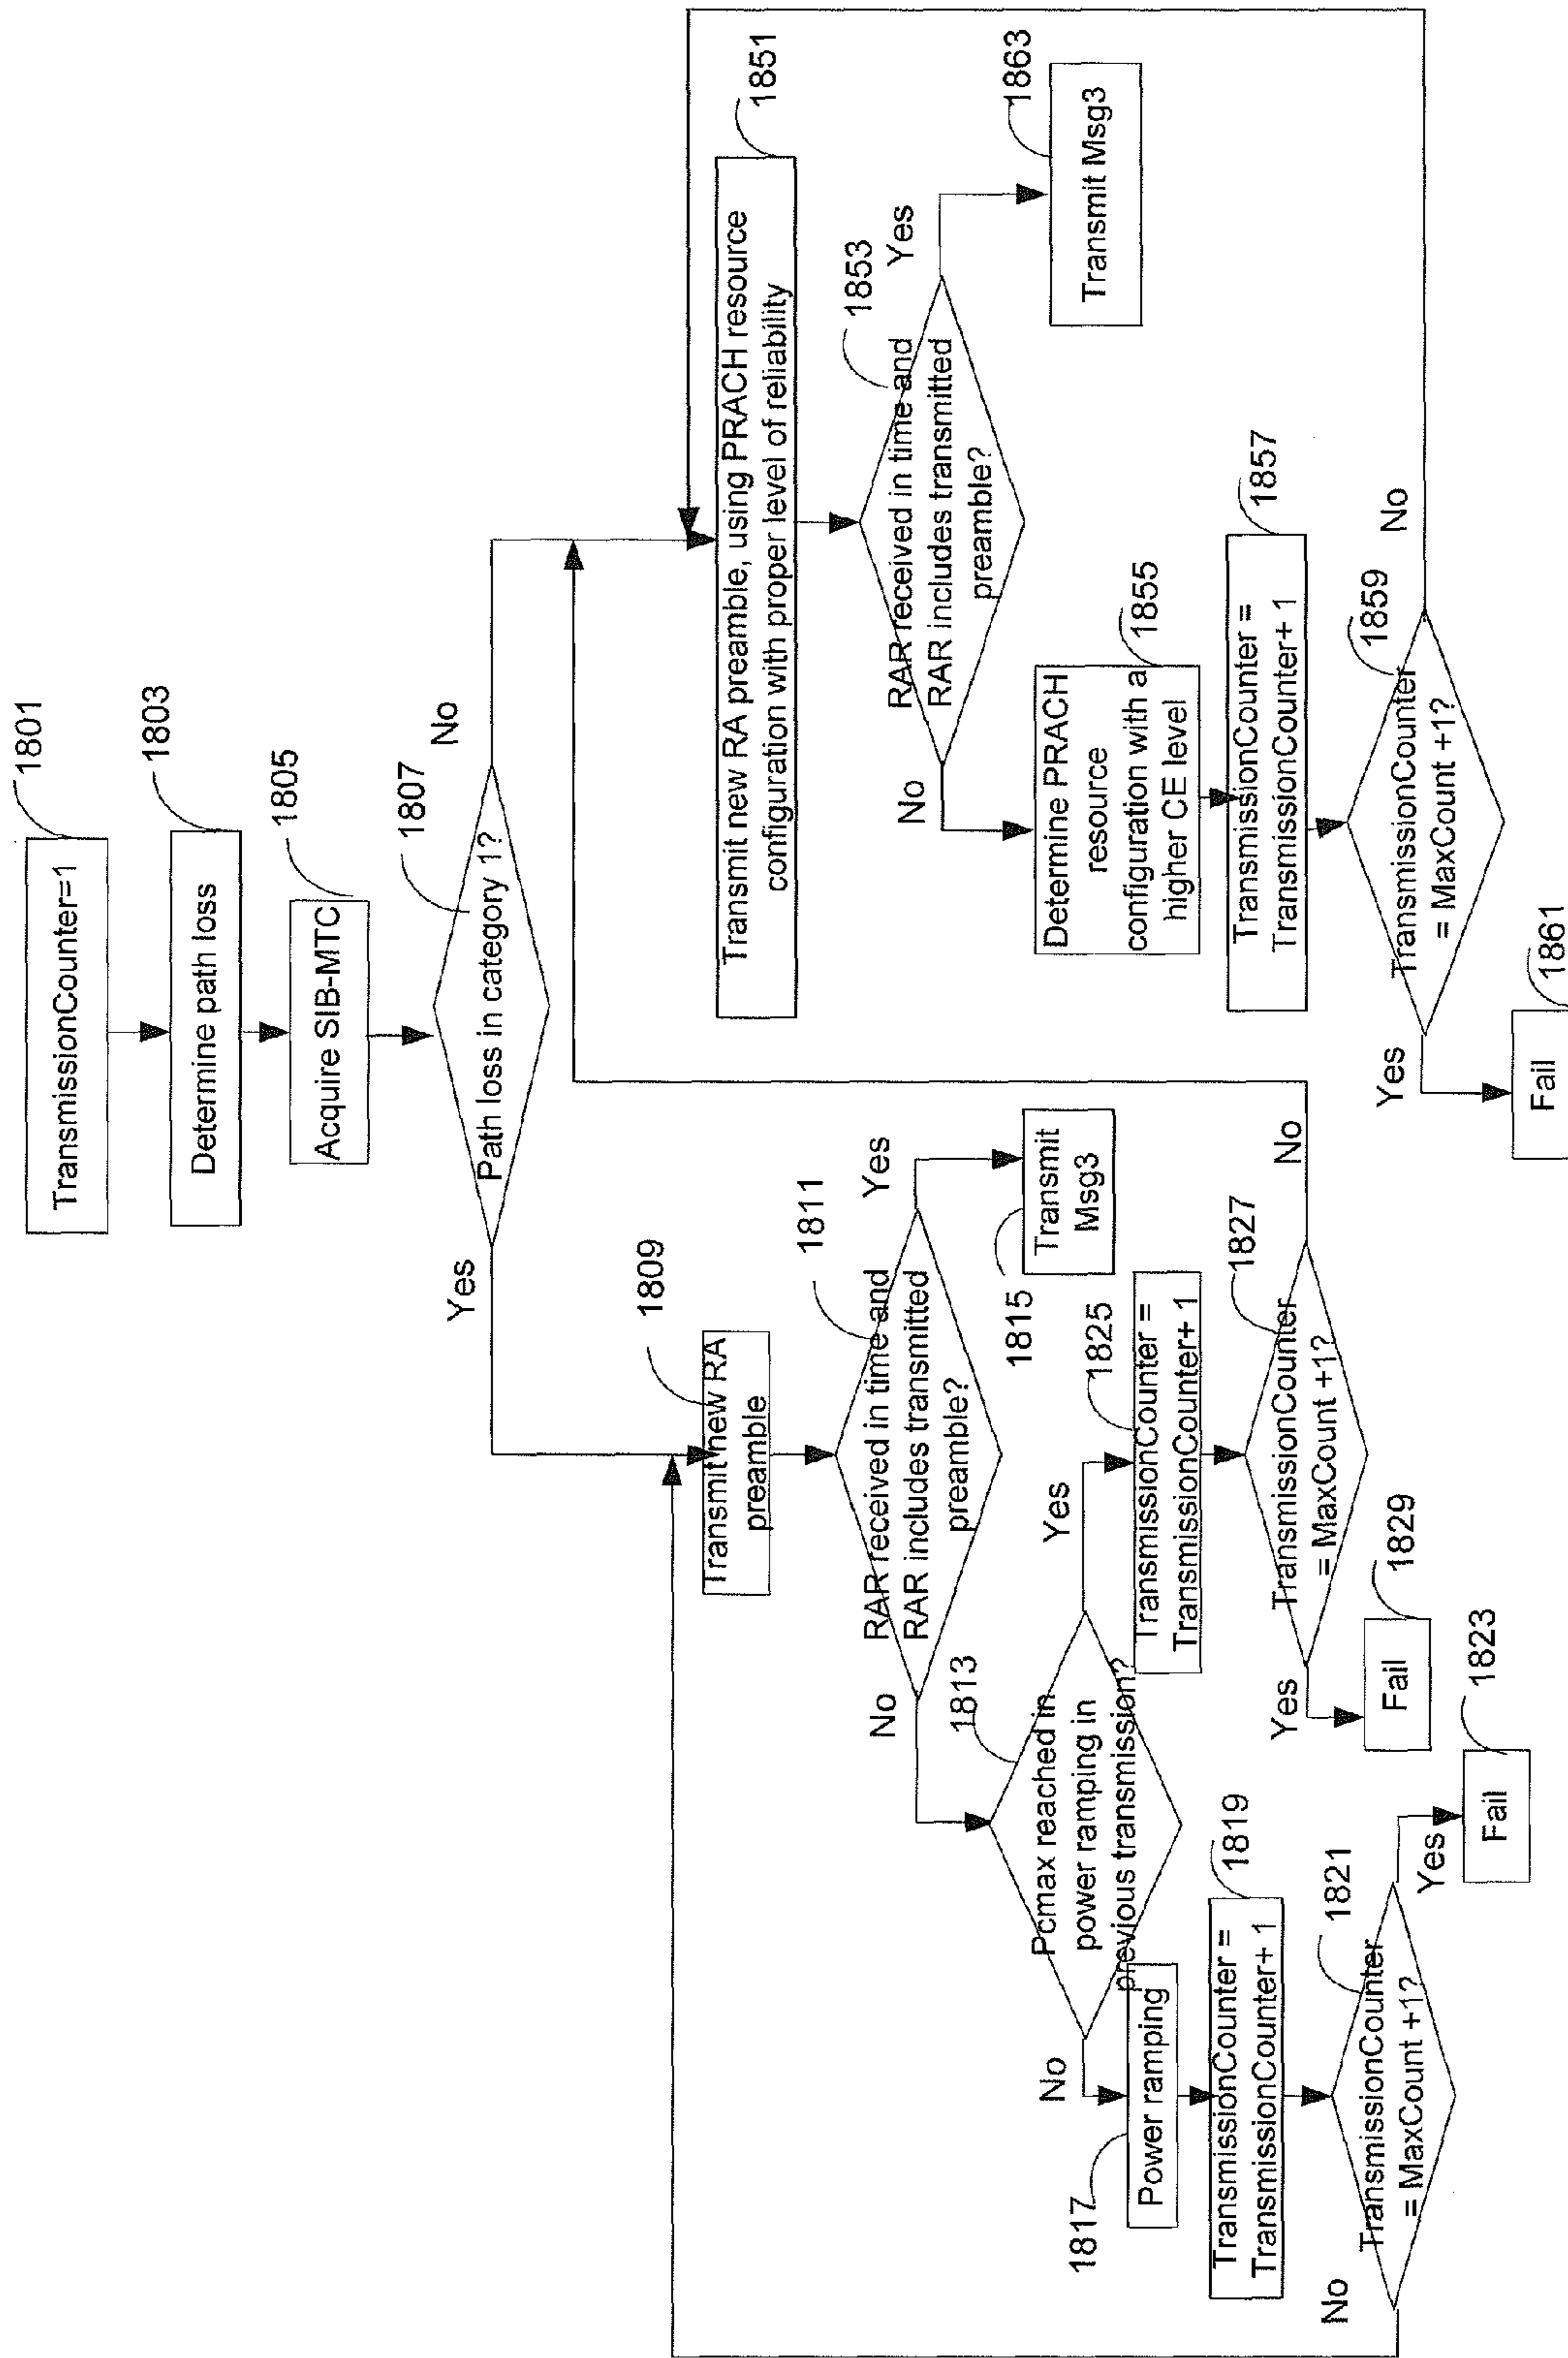 TransmissionCounter=1
1801
Determine path loss
1803
Acquire SIB-MTC
1805
Path loss in category 1?
1807
Yes
No
Transmit new RA
preamble
1809
RAR received in time and
RAR includes transmitted
preamble?
1811
No
Yes
Transmit
Msg3
1815
Pcmax reached in
power ramping in
previous transmission?
1813
No
Yes
Power ramping
1817
TransmissionCounter =
TransmissionCounter+ 1
1819
TransmissionCounter
= MaxCount +1?
1821
No
Yes
Fail
1823
TransmissionCounter =
TransmissionCounter+ 1
1825
TransmissionCounter
= MaxCount +1?
1827
Yes
No
Fail
1829
Transmit new RA preamble, using PRACH resource
configuration with proper level of reliability
1851
RAR received in time and
RAR includes transmitted
preamble?
1853
No
Yes
Transmit Msg3
1863
Determine PRACH
resource
configuration with a
higher CE level
1855
TransmissionCounter =
TransmissionCounter+ 1
1857
TransmissionCounter
= MaxCount +1?
1859
Yes
No
Fail
1861